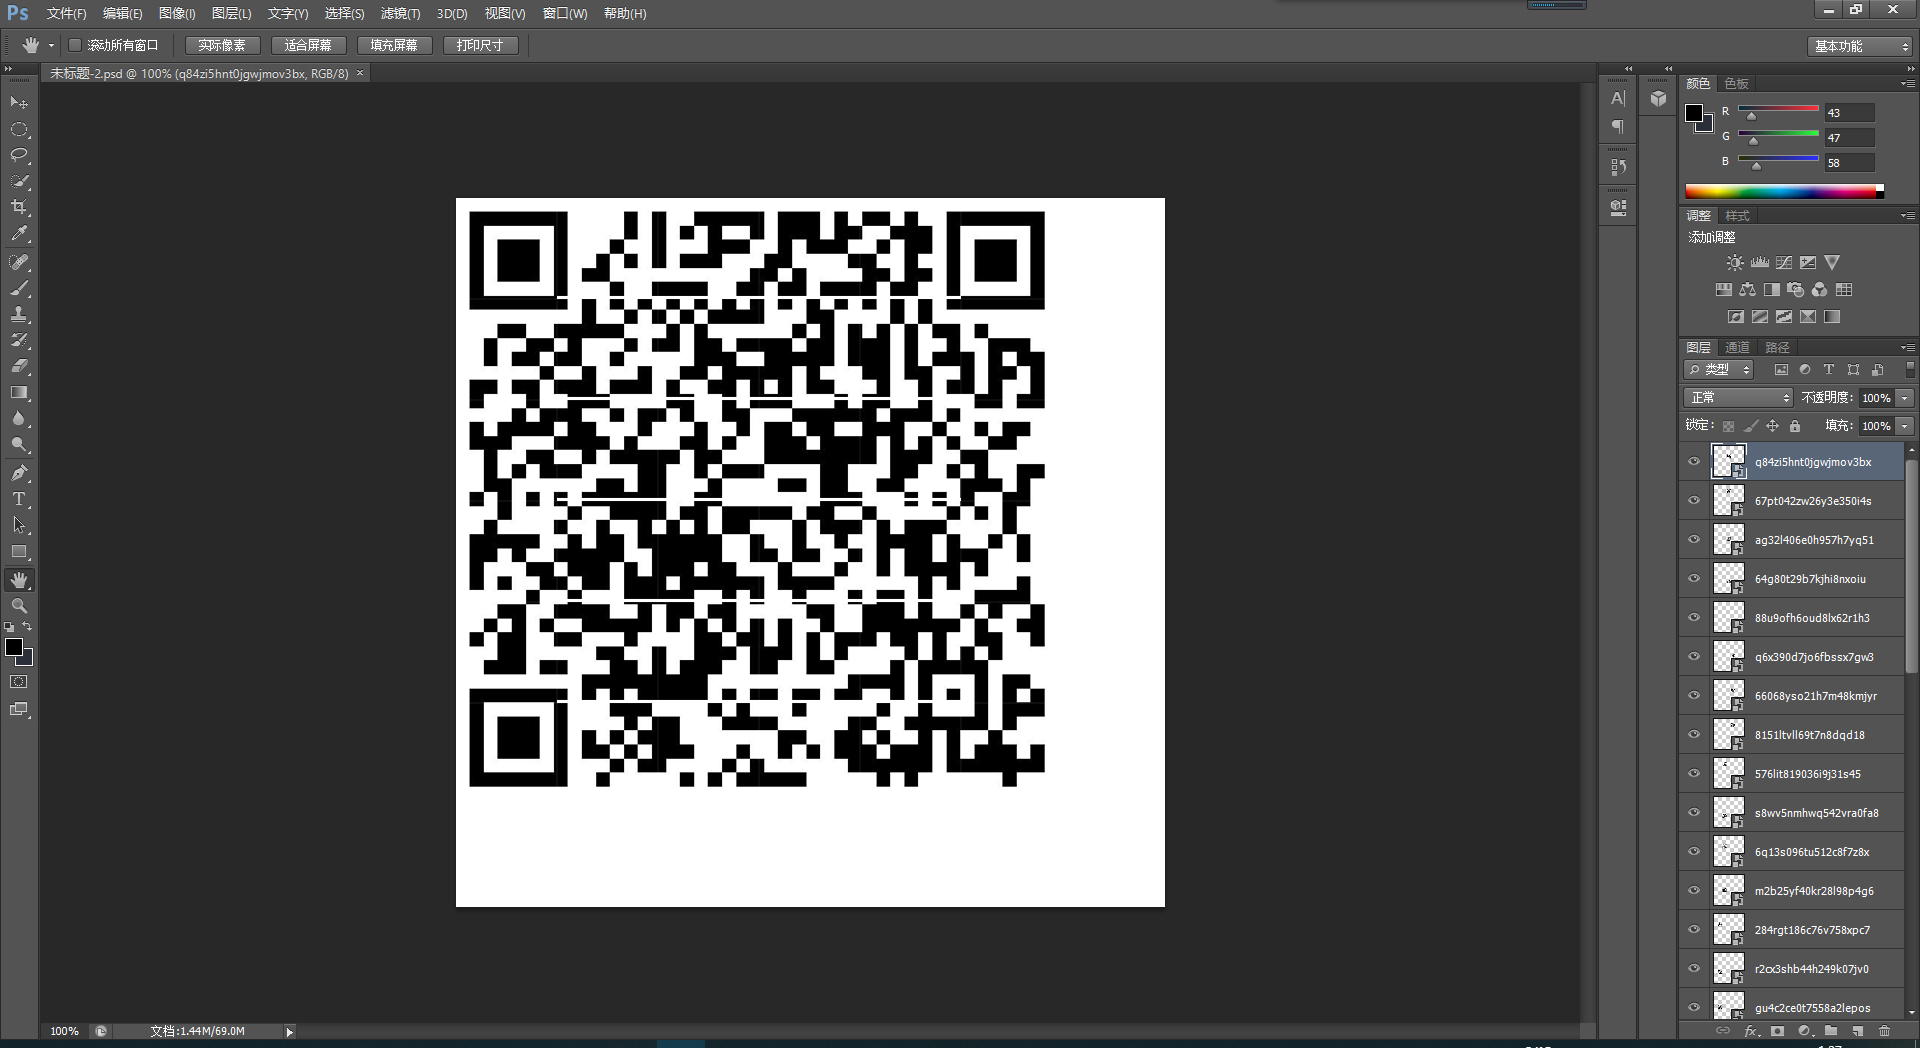 Ps 文件(F) 编辑(E) 图像(I) 图层(L) 文字(Y) 选择(S) 滤镜(T) 3D(D) 视图(V) 窗口(W) 帮助(H)
滚动所有窗口 实际像素 适合屏幕 填充屏幕 打印尺寸 基本功能
未标题-2.psd @ 100% (q84zi5hnt0jgwjmov3bx, RGB/8) ×
颜色 色板
R 43
G 47
B 58
调整 样式
添加调整
图层 通道 路径
类型
正常 不透明度: 100%
锁定: 填充: 100%
q84zi5hnt0jgwjmov3bx
67pt042zw26y3e350i4s
ag32l406e0h957h7yq51
64g80t29b7kjhi8nxoiu
88u9ofh6oud8lx62r1h3
q6x390d7jo6fbssx7gw3
66068yso21h7m48kmjyr
8151ltvll69t7n8dqd18
576lit819036i9j31s45
s8wv5nmhwq542vra0fa8
6q13s096tu512c8f7z8x
m2b25yf40kr28l98p4g6
284rgt186c76v758xpc7
r2cx3shb44h249k07jv0
gu4c2ce0t7558a2lepos
100% 文档:1.44M/69.0M